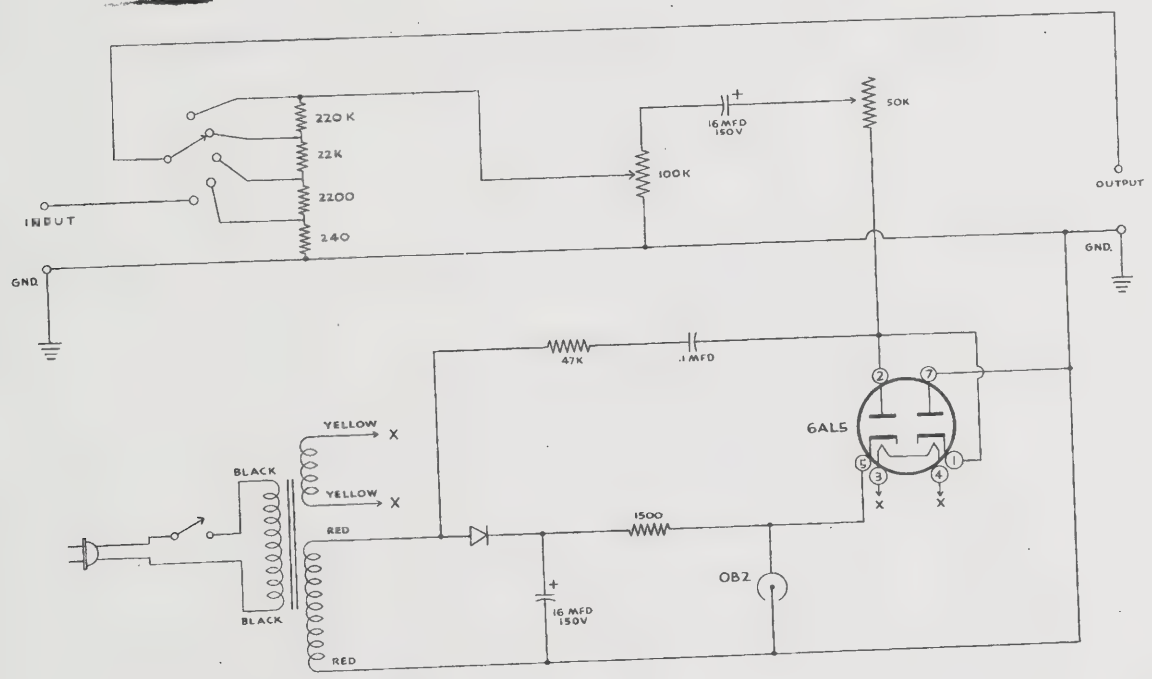 220 K
22K
2200
240
INPUT
GND.
16 MFD
150V
+
50K
100K
OUTPUT
GND.
47K
.1 MFD
2
7
6AL5
5
3
4
1
X
X
YELLOW
X
YELLOW
X
BLACK
BLACK
RED
RED
1500
+
16 MFD
150V
OB2